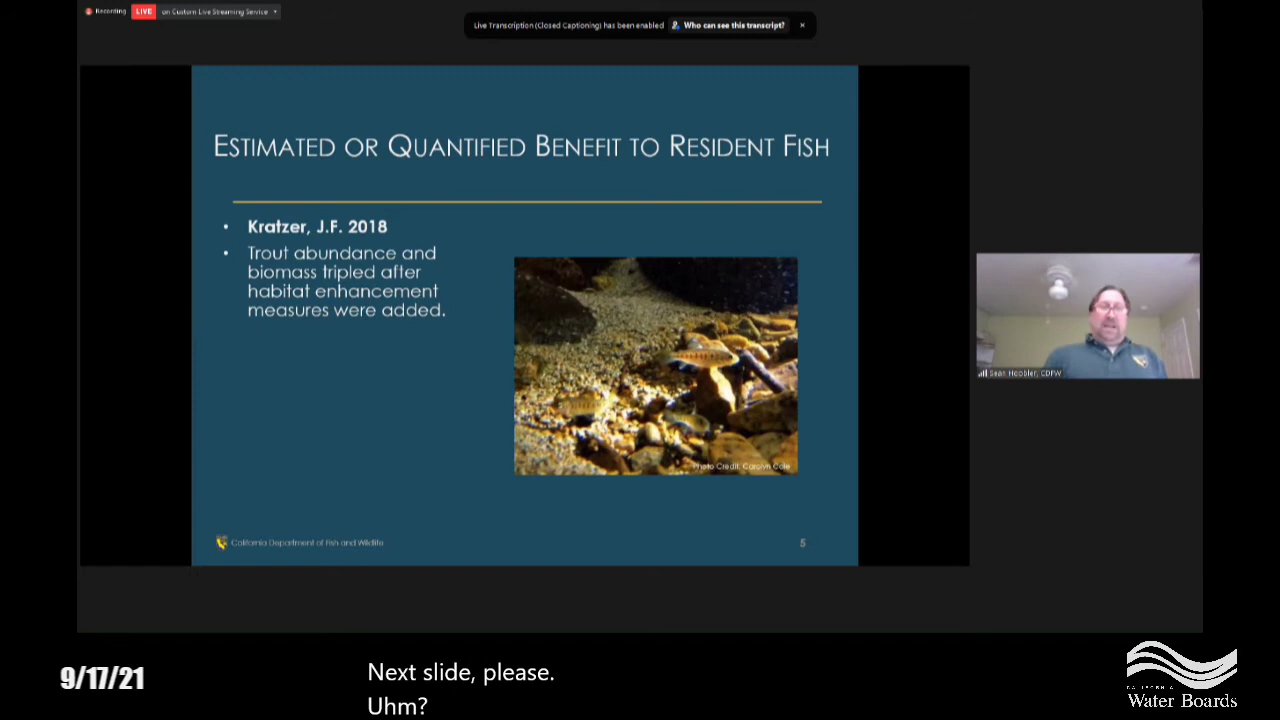 Recording
LIVE
on Custom Live Streaming Service
Live Transcription (Closed Captioning) has been enabled
Who can see this transcript?
ESTIMATED OR QUANTIFIED BENEFIT TO RESIDENT FISH
• Kratzer, J.F. 2018
• Trout abundance and
biomass tripled after
habitat enhancement
measures were added.
Photo Credit: Carolyn Cole
California Department of Fish and Wildlife
5
Sean Hoobler, CDFW
9/17/21
Next slide, please.
Uhm?
CALIFORNIA
Water Boards